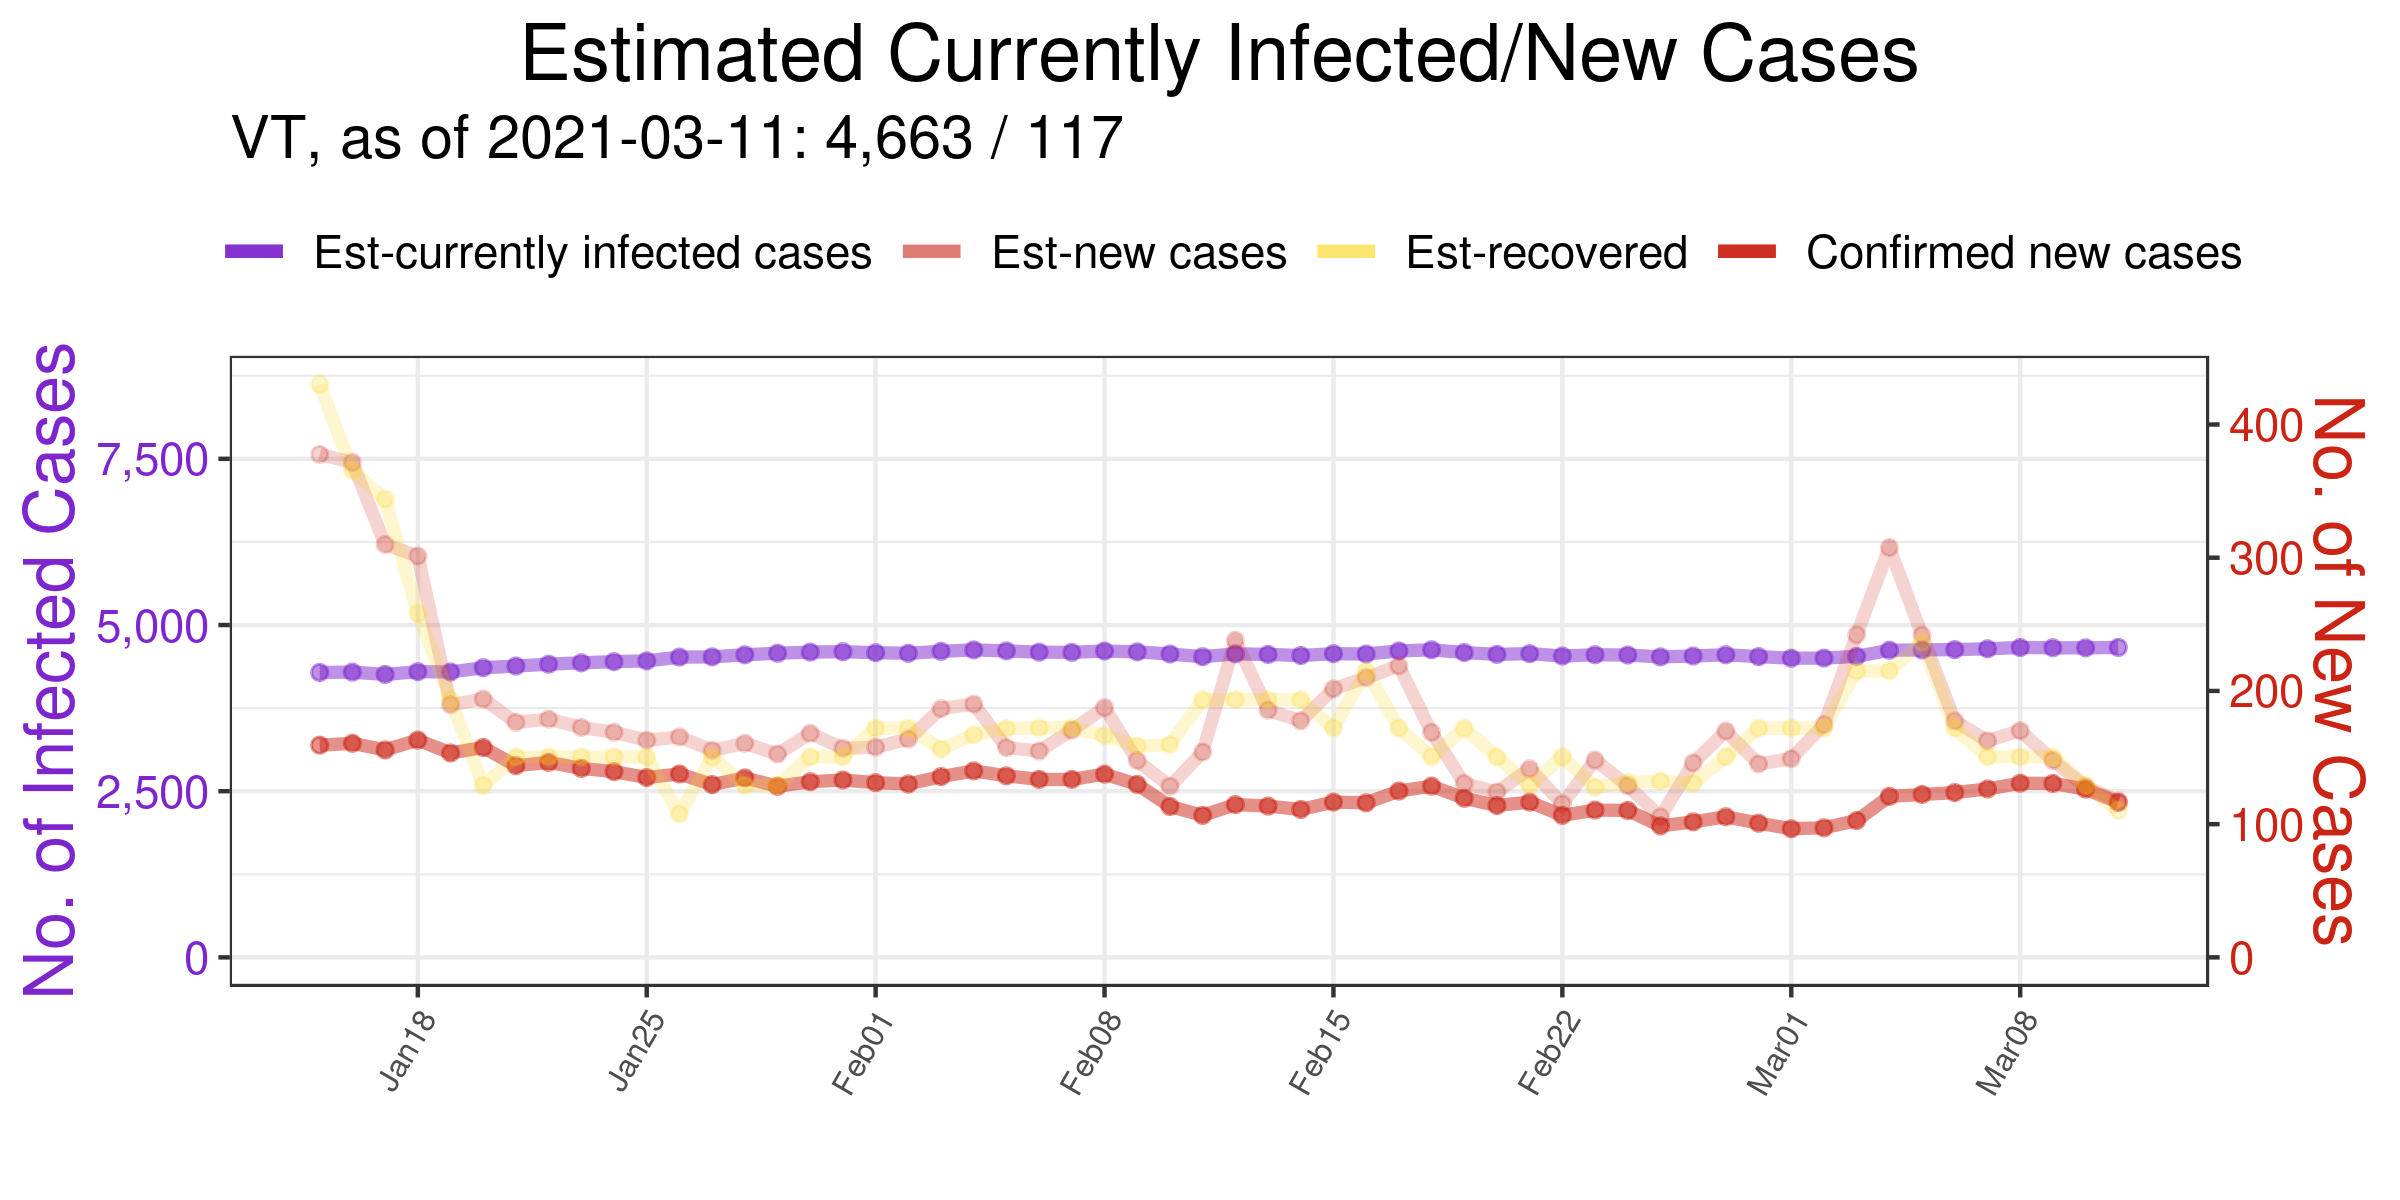 Estimated Currently Infected/New Cases
VT, as of 2021-03-11: 4,663 / 117
Est-currently infected cases Est-new cases Est-recovered Confirmed new cases
No. of Infected Cases
7,500
5,000
2,500
0
400
300
200
100
0
No. of New Cases
Jan18 Jan25 Feb01 Feb08 Feb15 Feb22 Mar01 Mar08